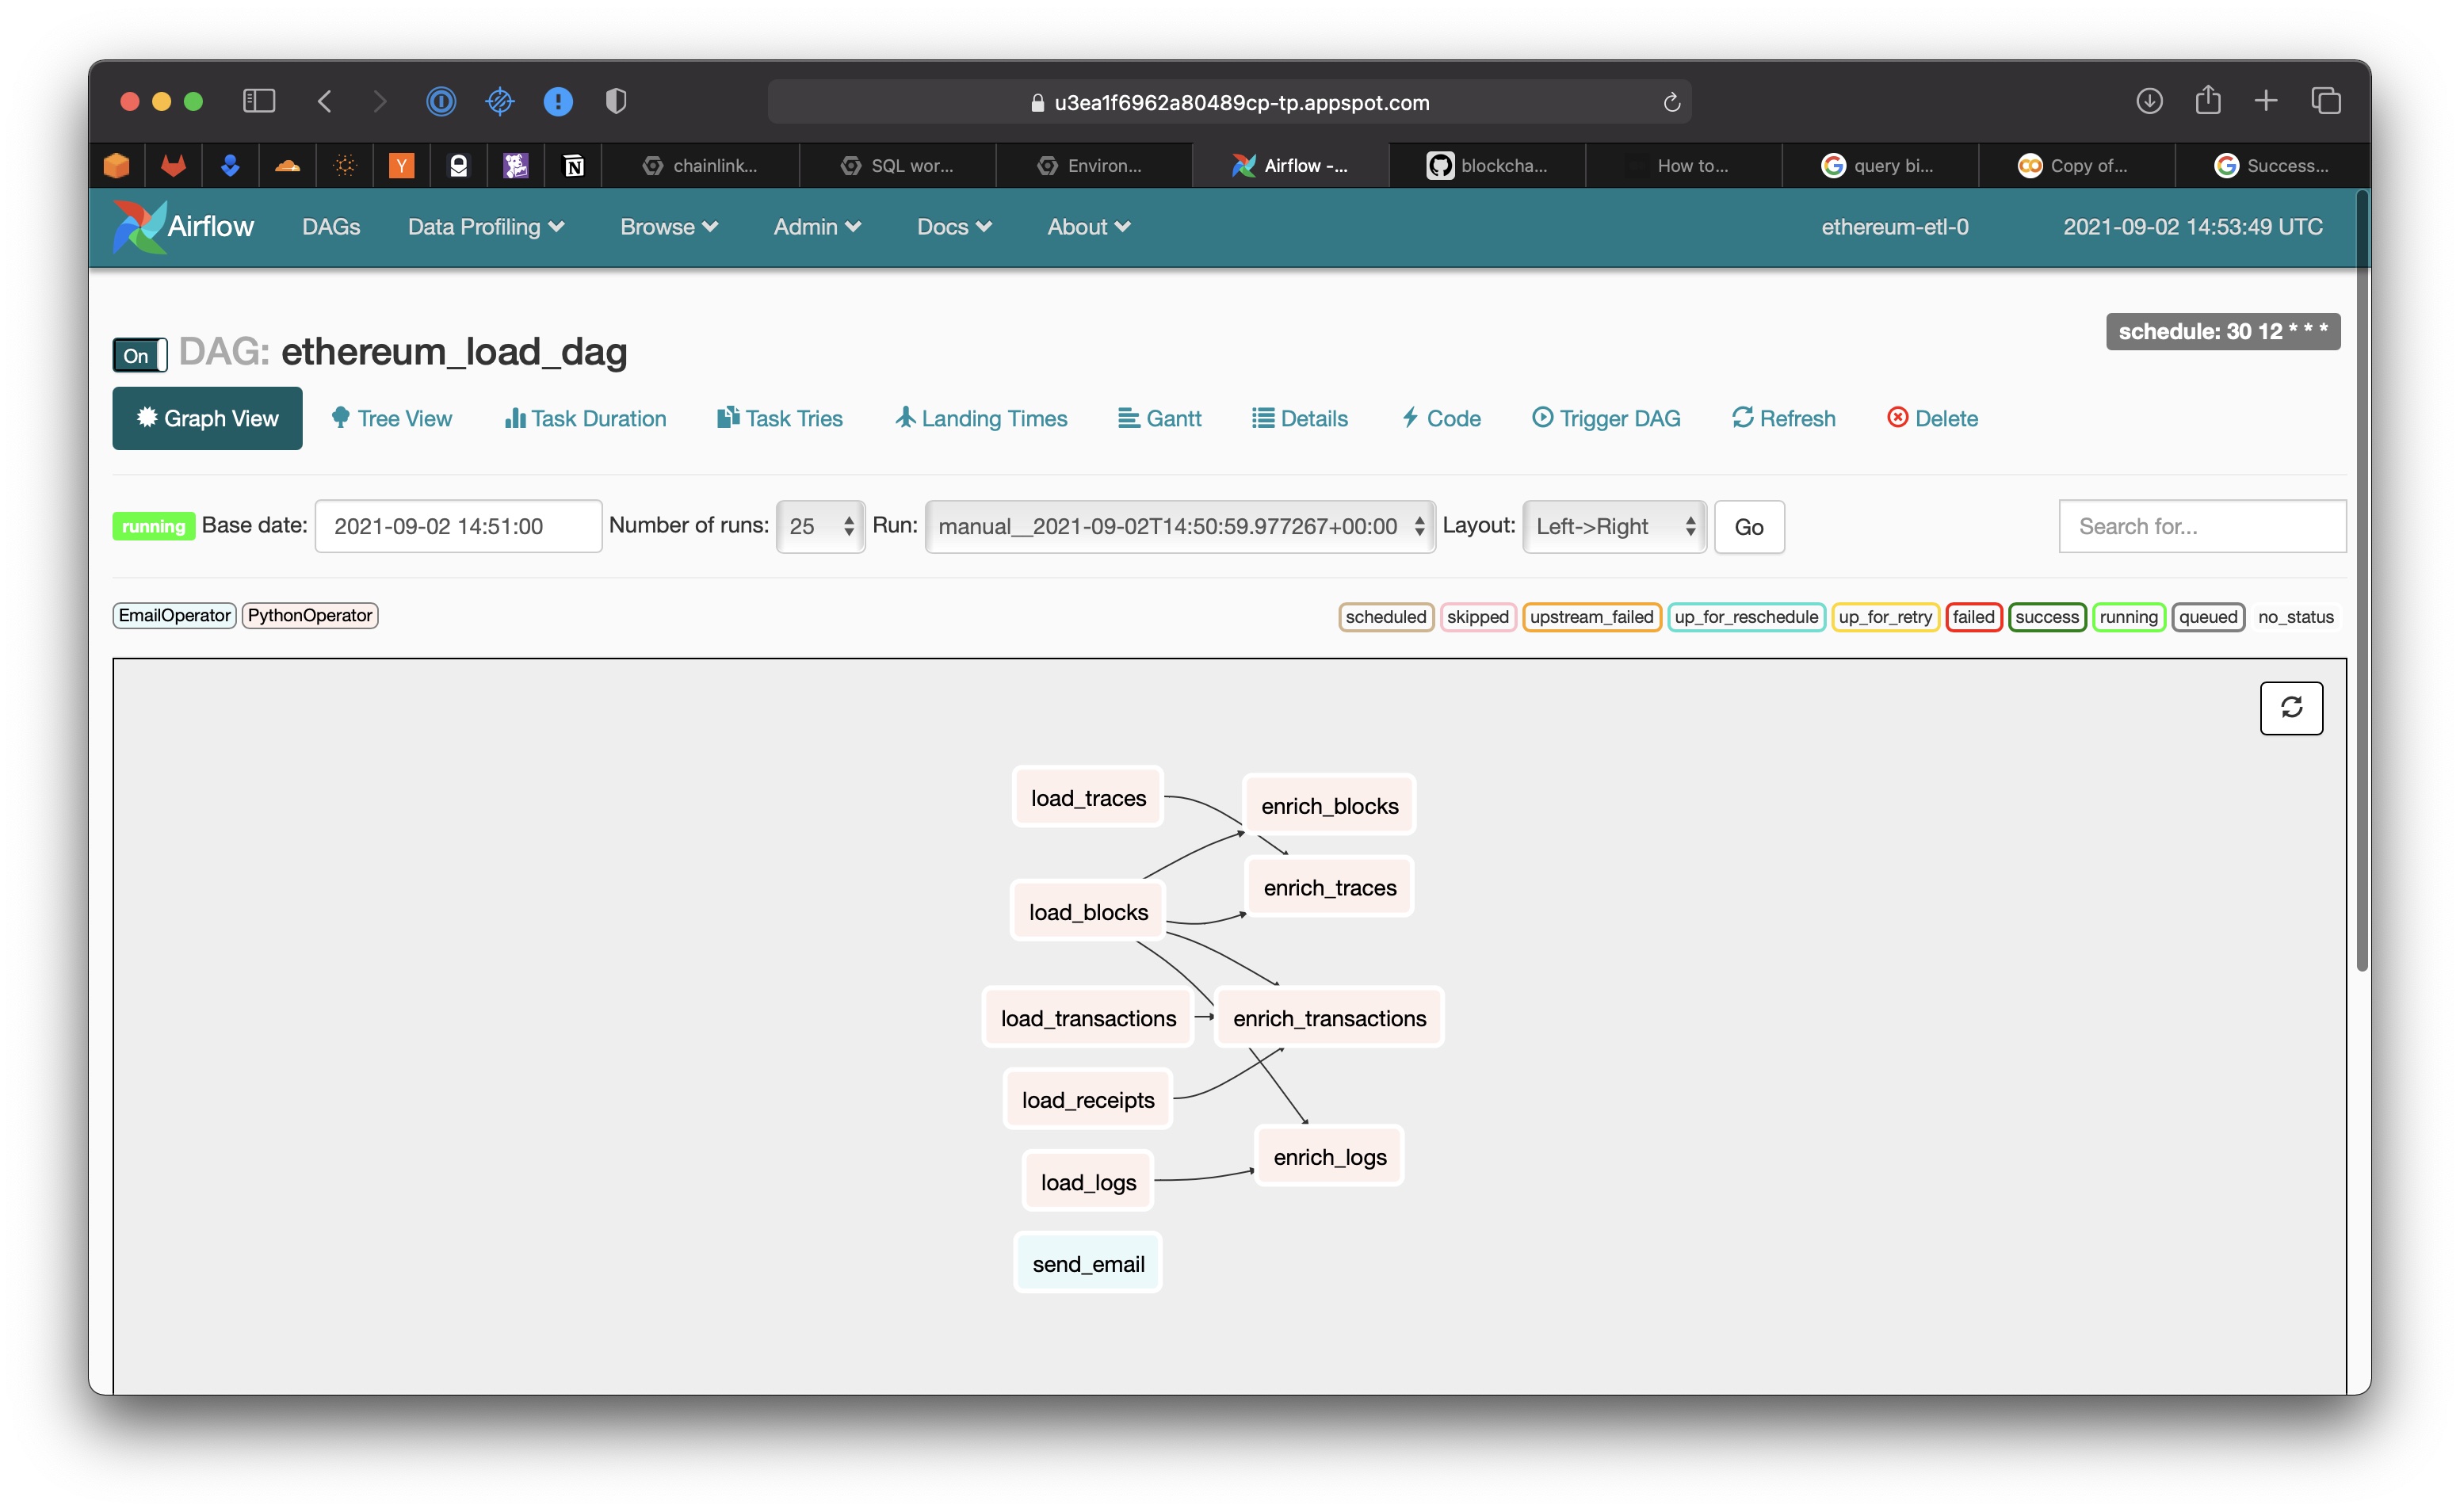 u3ea1f6962a80489cp-tp.appspot.com
Y N chainlink... SQL wor... Environ... Airflow -... blockcha... How to... query bi... Copy of... Success...
Airflow DAGs Data Profiling Browse Admin Docs About ethereum-etl-0 2021-09-02 14:53:49 UTC
schedule: 30 12 * * *
On DAG: ethereum_load_dag
Graph View Tree View Task Duration Task Tries Landing Times Gantt Details Code Trigger DAG Refresh Delete
running Base date: 2021-09-02 14:51:00 Number of runs: 25 Run: manual__2021-09-02T14:50:59.977267+00:00 Layout: Left->Right Go Search for...
EmailOperator PythonOperator scheduled skipped upstream_failed up_for_reschedule up_for_retry failed success running queued no_status
load_traces enrich_blocks
enrich_traces
load_blocks
load_transactions enrich_transactions
load_receipts
enrich_logs
load_logs
send_email